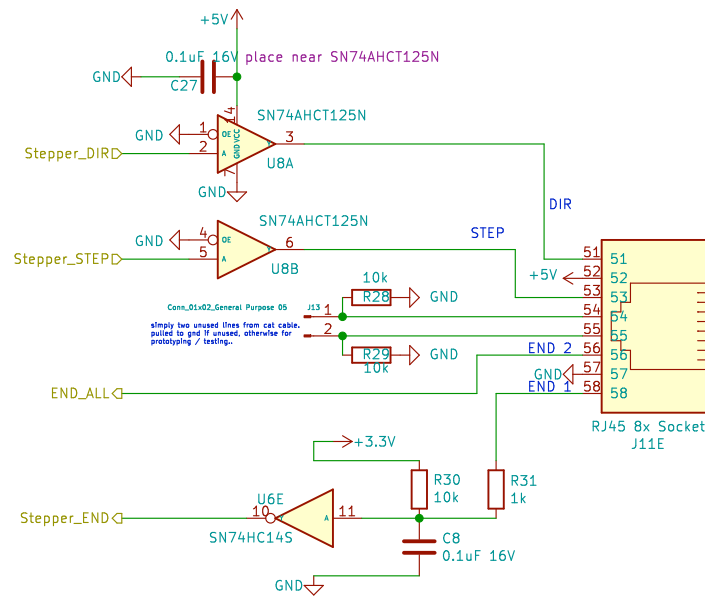 +5V
0.1uF 16V place near SN74AHCT125N
GND
C27
14
SN74AHCT125N
GND 1 OE VCC 3
Stepper_DIR 2 A GND
U8A
7
GND
DIR
SN74AHCT125N
GND 4 OE 6
STEP
Stepper_STEP 5 A
U8B
51 51
+5V 52 52
53 53
54 54
55 55
END 2 56 56
GND 57 57
END 1 58 58
RJ45 8x Socket
J11E
10k
R28 GND
Conn_01x02_General Purpose 05 J13 1
2
simply two unused lines from cat cable.
pulled to gnd if unused, otherwise for
prototyping / testing..
R29 GND
10k
END_ALL
+3.3V
R30
10k
R31
1k
U6E
Stepper_END 10 A 11
SN74HC14S
C8
0.1uF 16V
GND